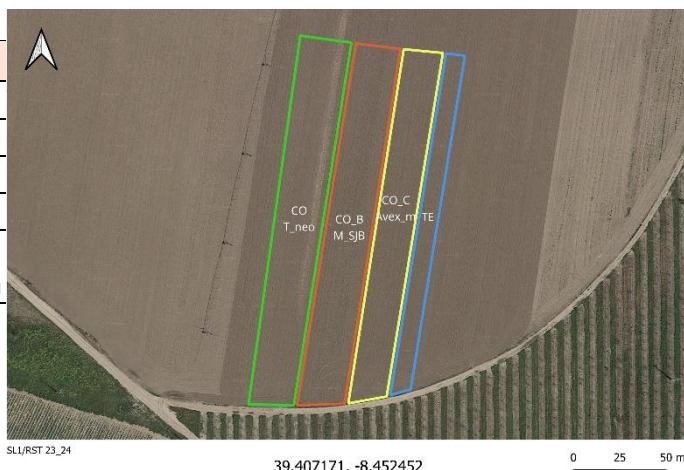 CO
T_neo
CO_B
M_SJB
CO_C
Avex_m
TE
SL1/RST 23_24
39.407171, -8.452452
0 25 50 m